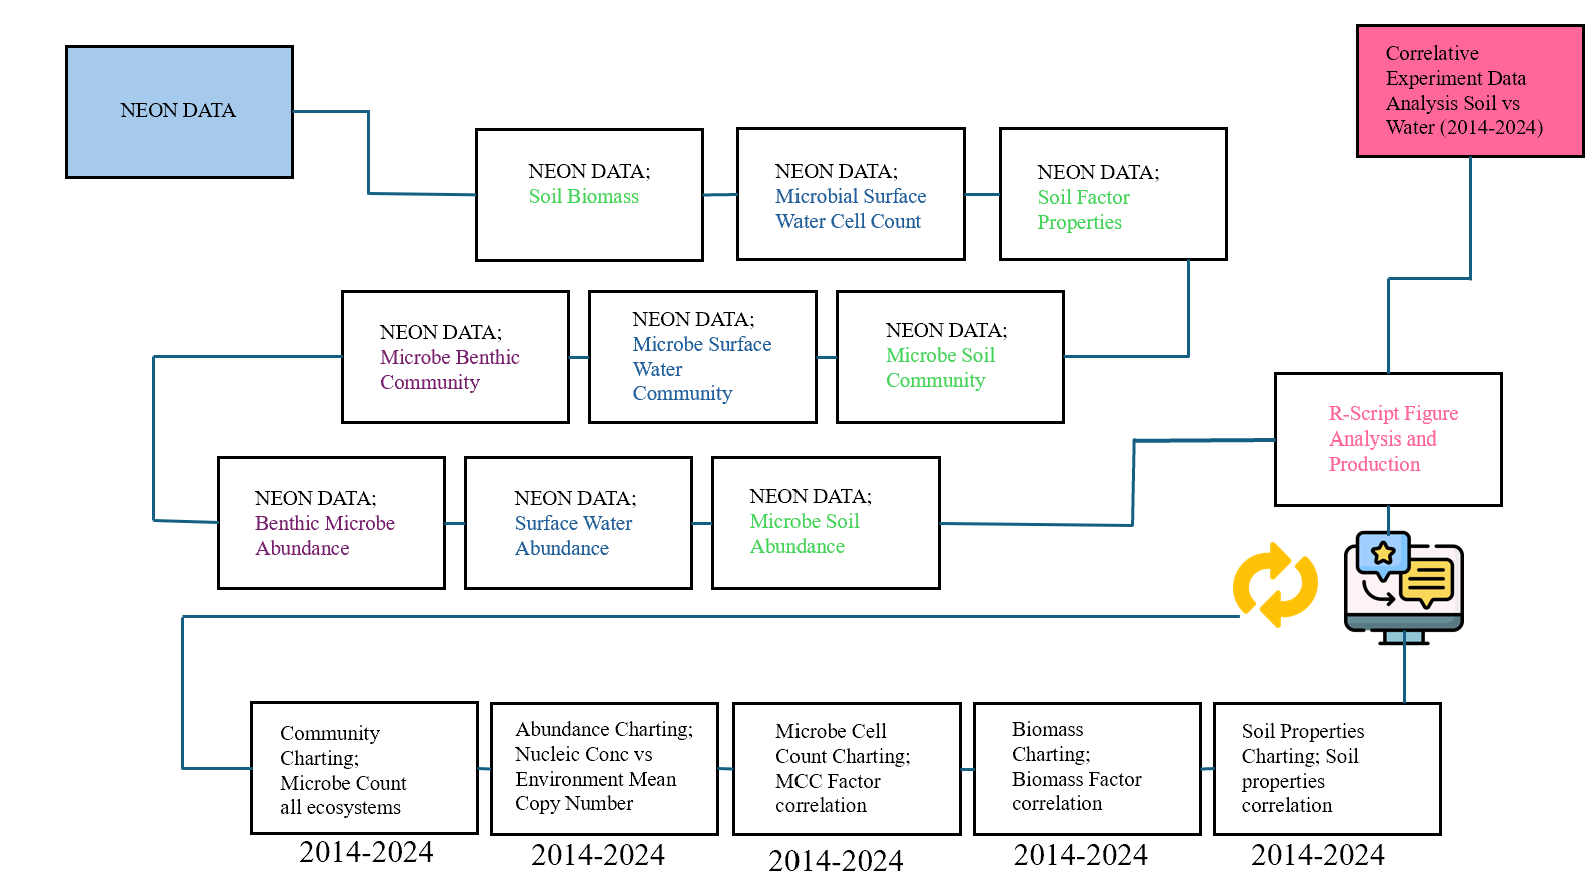 NEON DATA
Correlative
Experiment Data
Analysis Soil vs
Water (2014-2024)
NEON DATA;
Soil Biomass
NEON DATA;
Microbial Surface
Water Cell Count
NEON DATA;
Soil Factor
Properties
NEON DATA;
Microbe Benthic
Community
NEON DATA;
Microbe Surface
Water
Community
NEON DATA;
Microbe Soil
Community
R-Script Figure
Analysis and
Production
NEON DATA;
Benthic Microbe
Abundance
NEON DATA;
Surface Water
Abundance
NEON DATA;
Microbe Soil
Abundance
Community
Charting;
Microbe Count
all ecosystems
Abundance Charting;
Nucleic Conc vs
Environment Mean
Copy Number
Microbe Cell
Count Charting;
MCC Factor
correlation
Biomass
Charting;
Biomass Factor
correlation
Soil Properties
Charting; Soil
properties
correlation
2014-2024
2014-2024
2014-2024
2014-2024
2014-2024